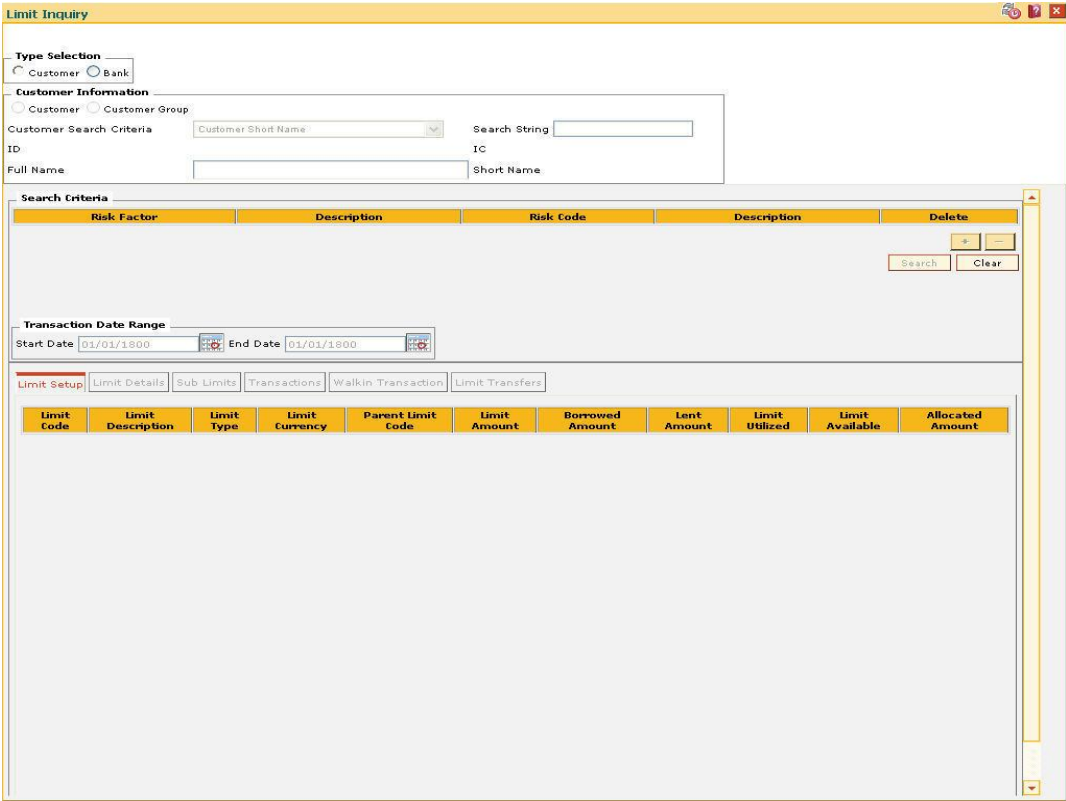 Limit Inquiry
Type Selection
Customer Bank
Customer Information
Customer Customer Group
Customer Search Criteria Customer Short Name Search String
ID IC
Full Name Short Name
Search Criteria
Risk Factor Description Risk Code Description Delete
+ -
Search Clear
Transaction Date Range
Start Date 01/01/1800 End Date 01/01/1800
Limit Setup Limit Details Sub Limits Transactions Walkin Transaction Limit Transfers
Limit Code Limit Description Limit Type Limit Currency Parent Limit Code Limit Amount Borrowed Amount Lent Amount Limit Utilized Limit Available Allocated Amount